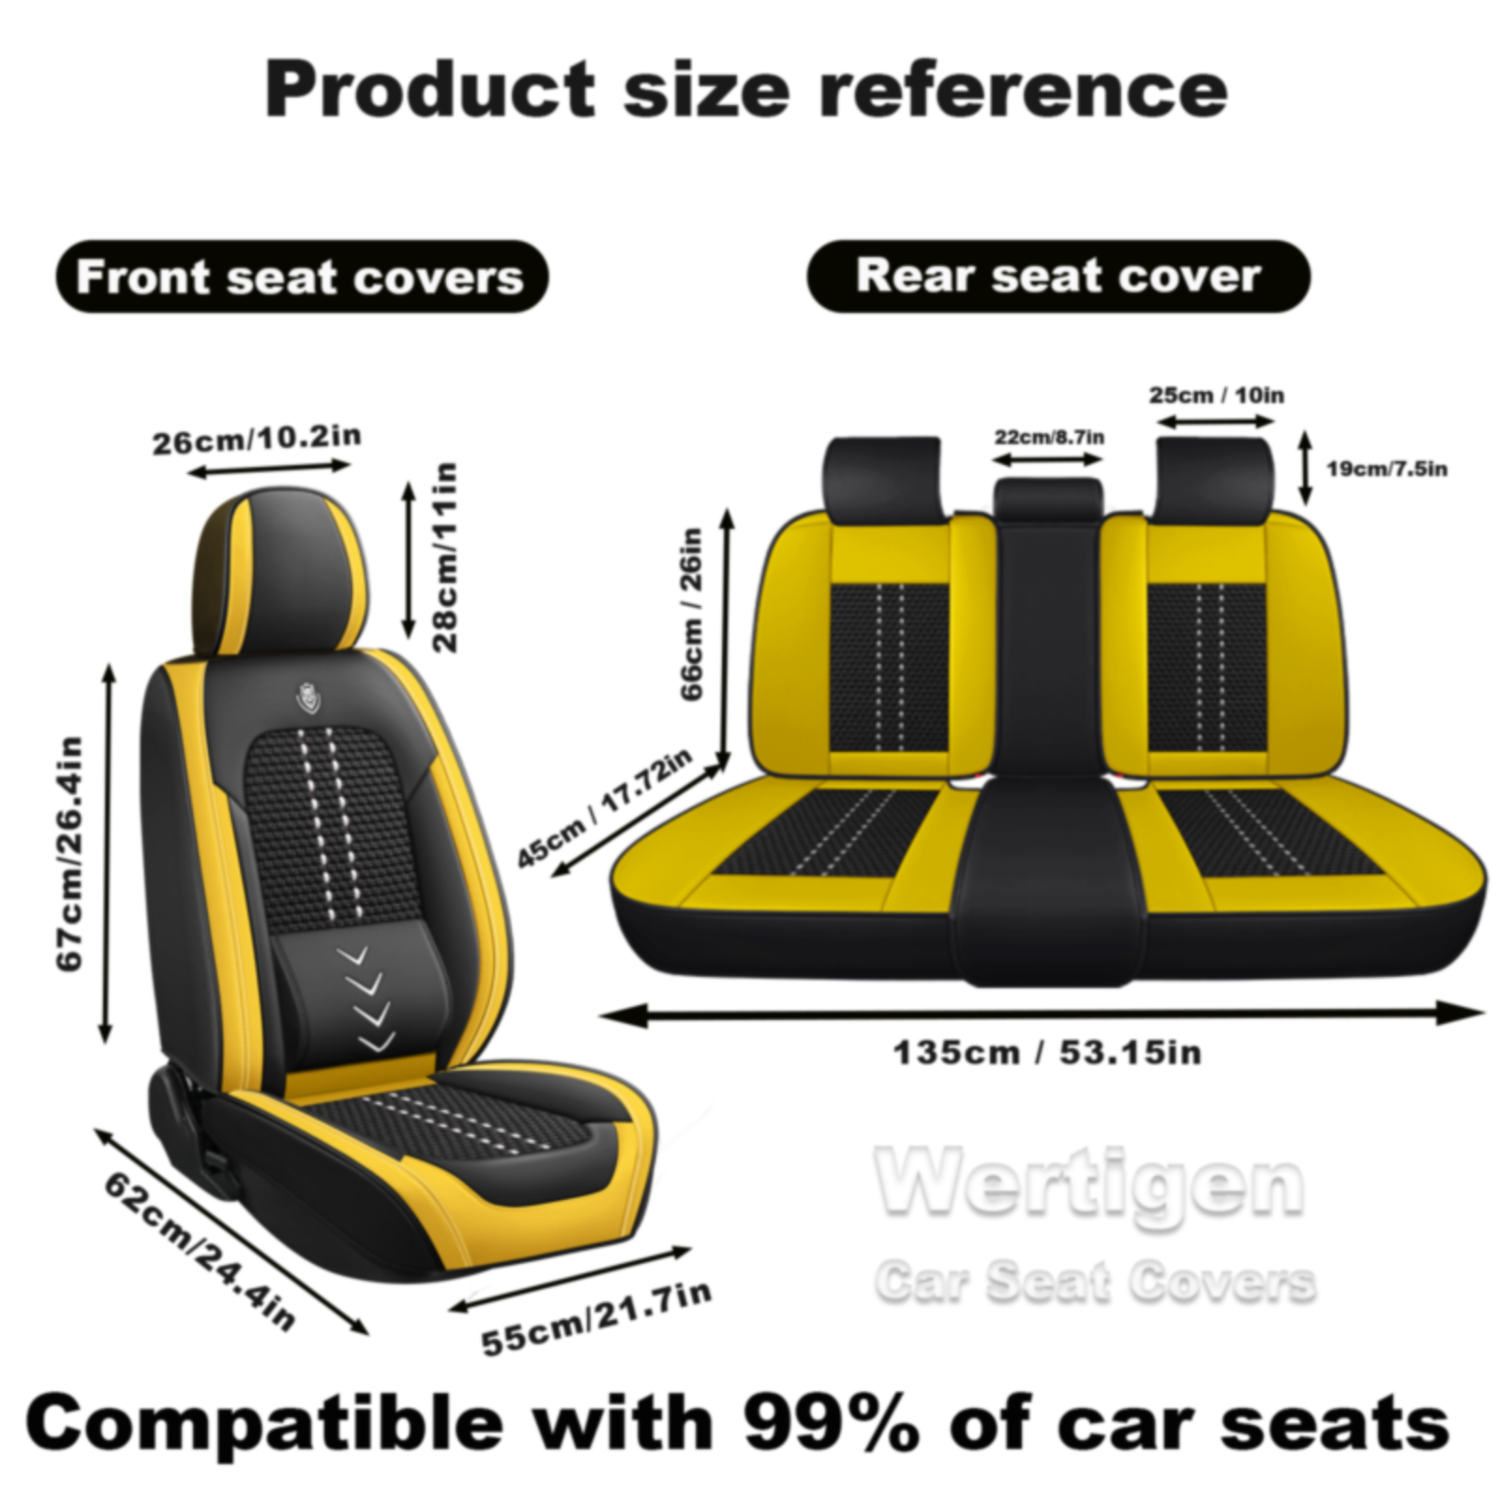 Product size reference
Front seat covers
Rear seat cover
26cm/10.2in
28cm/11in
67cm/26.4in
62cm/24.4in
55cm/21.7in
25cm / 10in
22cm/8.7in
19cm/7.5in
66cm / 26in
45cm / 17.72in
135cm / 53.15in
Wertigen
Car Seat Covers
Compatible with 99% of car seats